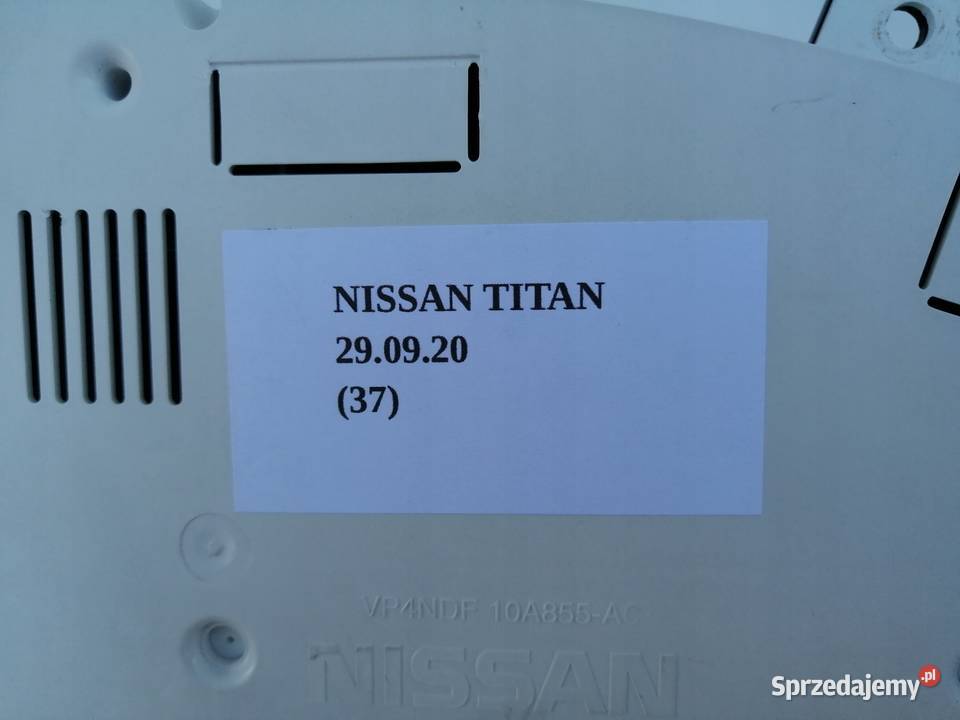 NISSAN TITAN
29.09.20
(37)
VP4NDF 10A855-AC
NISSAN
Sprzedajemy.pl